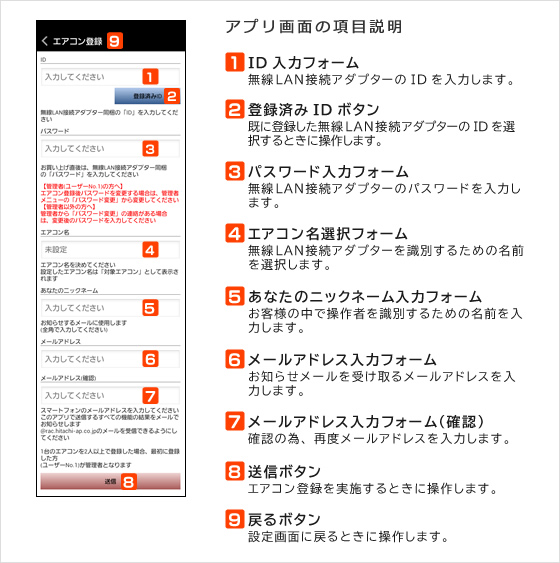 アプリ画面の項目説明
エアコン登録 9
ID
入力してください 1
登録済みID 2
無線LAN接続アダプター同梱の「ID」を入力してくだ
さい
パスワード
入力してください 3
お買い上げ直後は、無線LAN接続アダプター同梱
の「パスワード」を入力してください
【管理者(ユーザーNo.1)の方へ】
エアコン登録後パスワードを変更する場合は、管理者
メニューの「パスワード変更」から変更してください
【管理者以外の方へ】
管理者から「パスワード変更」の連絡がある場合
は、変更後のパスワードを入力してください
エアコン名
未設定 4
エアコン名を決めてください
設定したエアコン名は「対象エアコン」として表示さ
れます
あなたのニックネーム
入力してください 5
お知らせするメールに使用します
(全角で入力してください)
メールアドレス
入力してください 6
メールアドレス(確認)
入力してください 7
スマートフォンのメールアドレスを入力してください
このアプリで送信するすべての機能の結果をメールで
お知らせします
@rac.hitachi-ap.co.jpのメールを受信できるようにし
てください
1台のエアコンを2人以上で登録した場合、最初に登録
した方
(ユーザーNo.1)が管理者となります
送信 8
1 ID 入力フォーム
無線LAN接続アダプターの ID を入力します。
2 登録済み ID ボタン
既に登録した無線LAN接続アダプターの ID を選
択するときに操作します。
3 パスワード入力フォーム
無線LAN接続アダプターのパスワードを入力し
ます。
4 エアコン名選択フォーム
無線LAN接続アダプターを識別するための名前
を選択します。
5 あなたのニックネーム入力フォーム
お客様の中で操作者を識別するための名前を入
力します。
6 メールアドレス入力フォーム
お知らせメールを受け取るメールアドレスを入
力します。
7 メールアドレス入力フォーム(確認)
確認の為、再度メールアドレスを入力します。
8 送信ボタン
エアコン登録を実施するときに操作します。
9 戻るボタン
設定画面に戻るときに操作します。